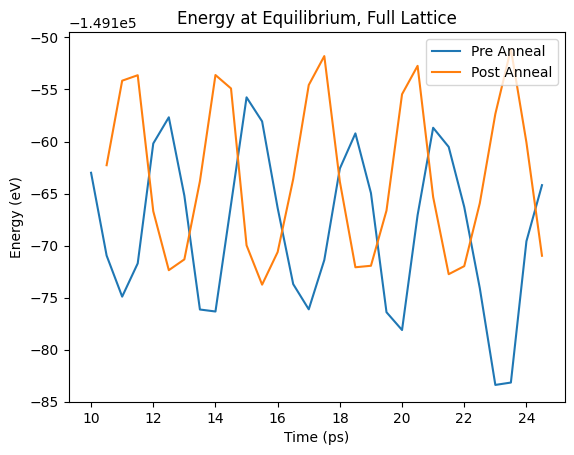 Energy at Equilibrium, Full Lattice
−1.491e5
Pre Anneal
Post Anneal
−50
−55
−60
−65
−70
−75
−80
−85
Energy (eV)
10 12 14 16 18 20 22 24
Time (ps)